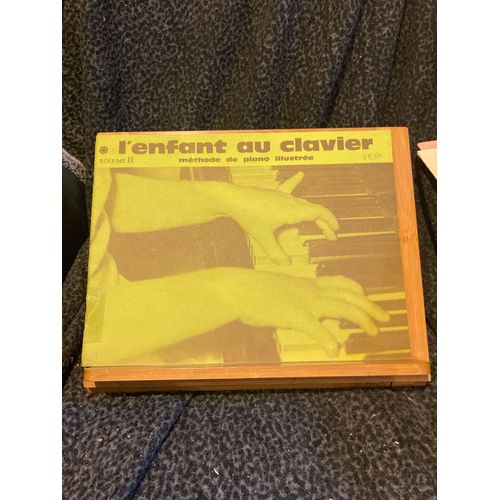 l'enfant au clavier
VOLUME II
méthode de piano illustrée